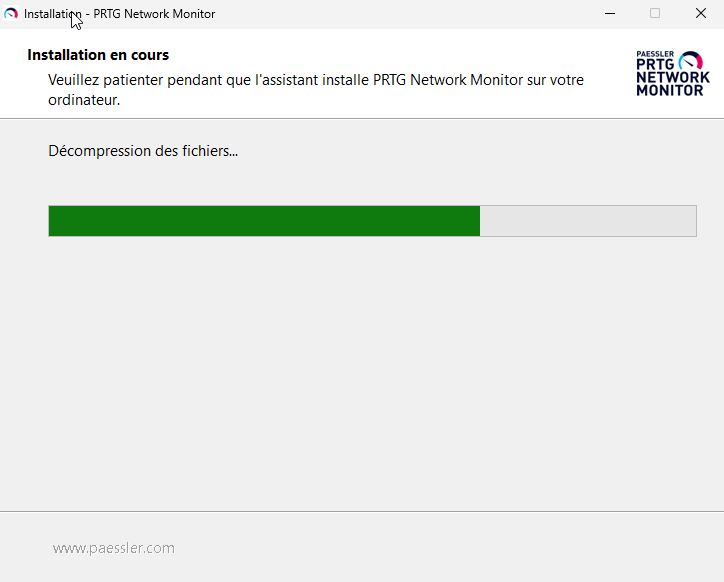 Installation - PRTG Network Monitor
Installation en cours
Veuillez patienter pendant que l'assistant installe PRTG Network Monitor sur votre
ordinateur.
PAESSLER
PRTG
NETWORK
MONITOR
Décompression des fichiers...
www.paessler.com